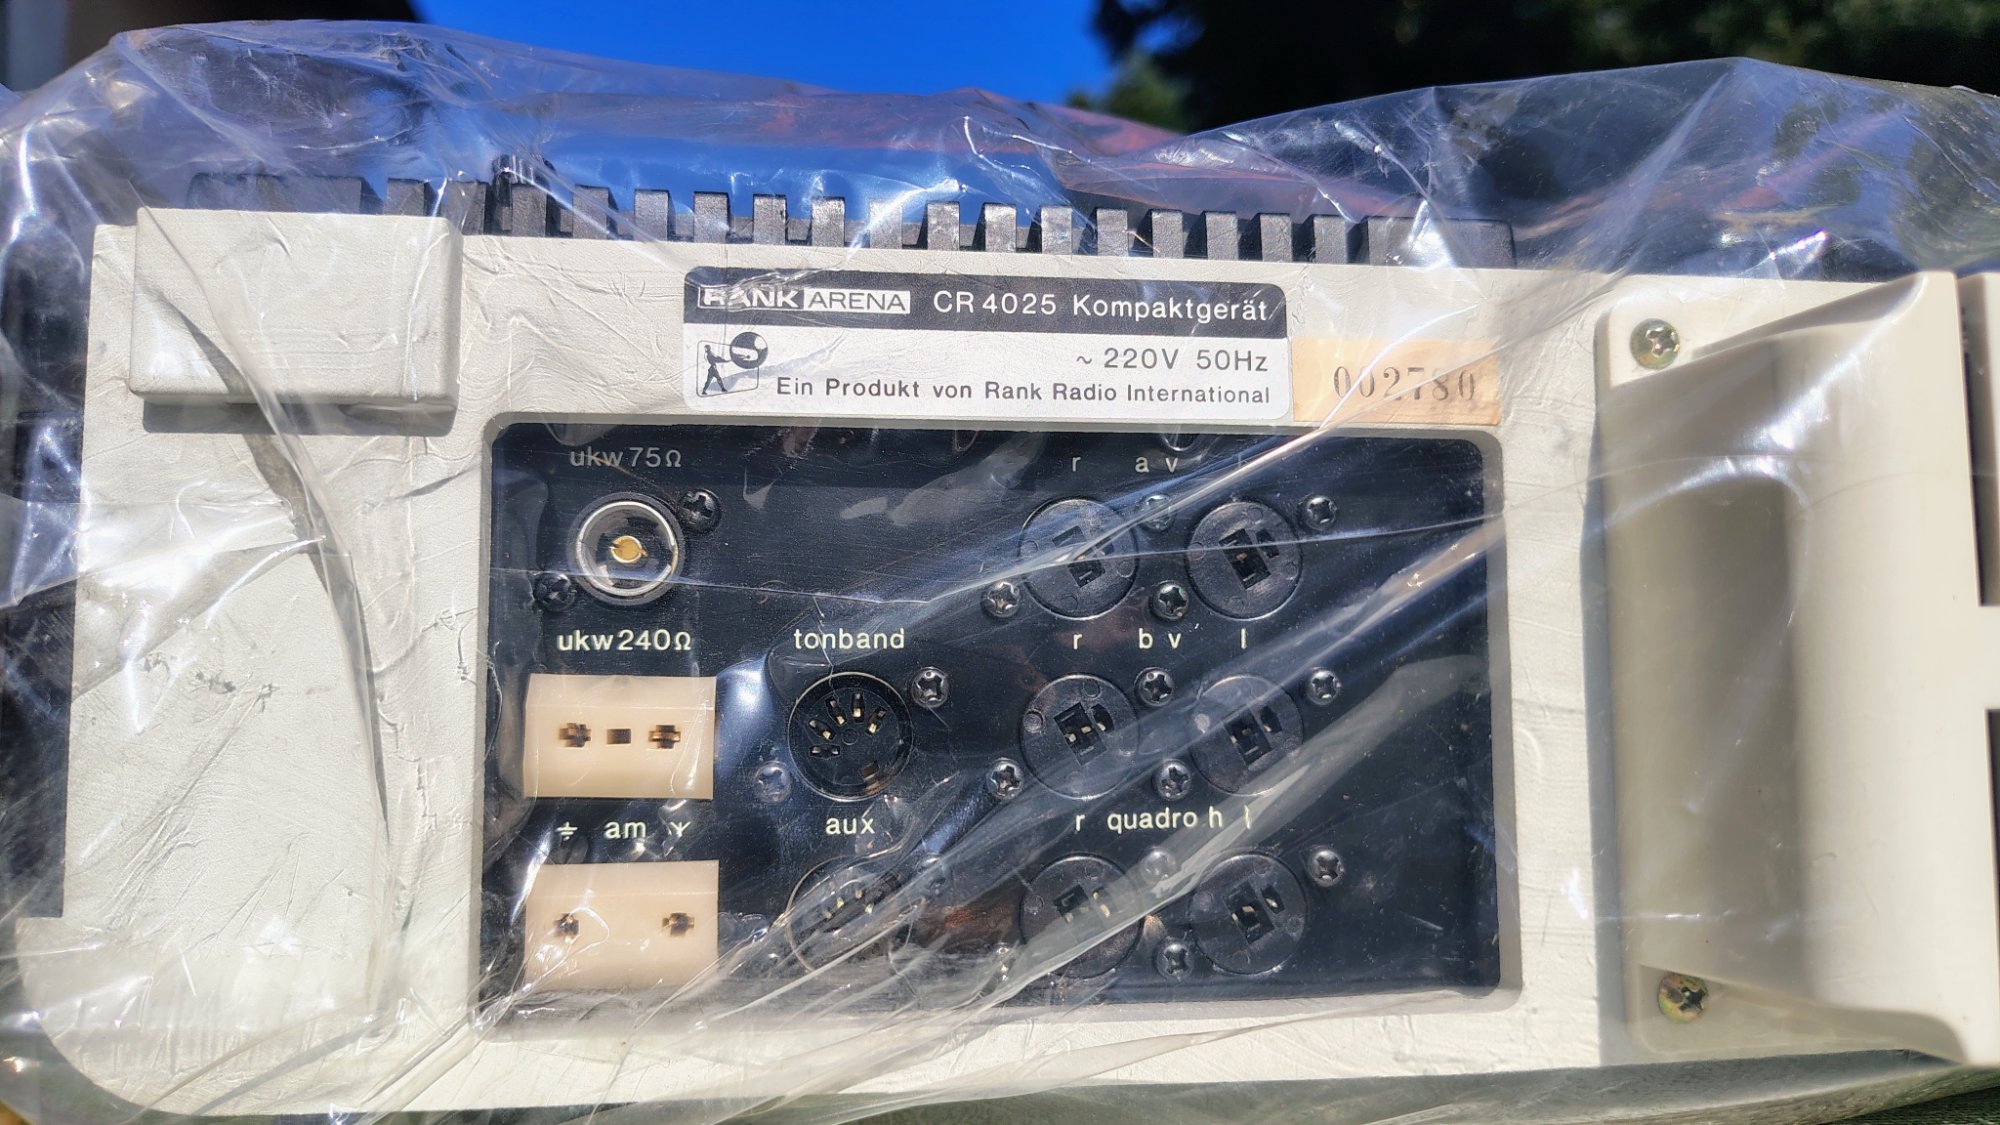 RANK ARENA CR 4025 Kompaktgerät
~ 220V 50Hz
Ein Produkt von Rank Radio International
002780
ukw 75Ω
r a v l
ukw 240Ω
tonband
r b v l
am
aux
r quadro h l